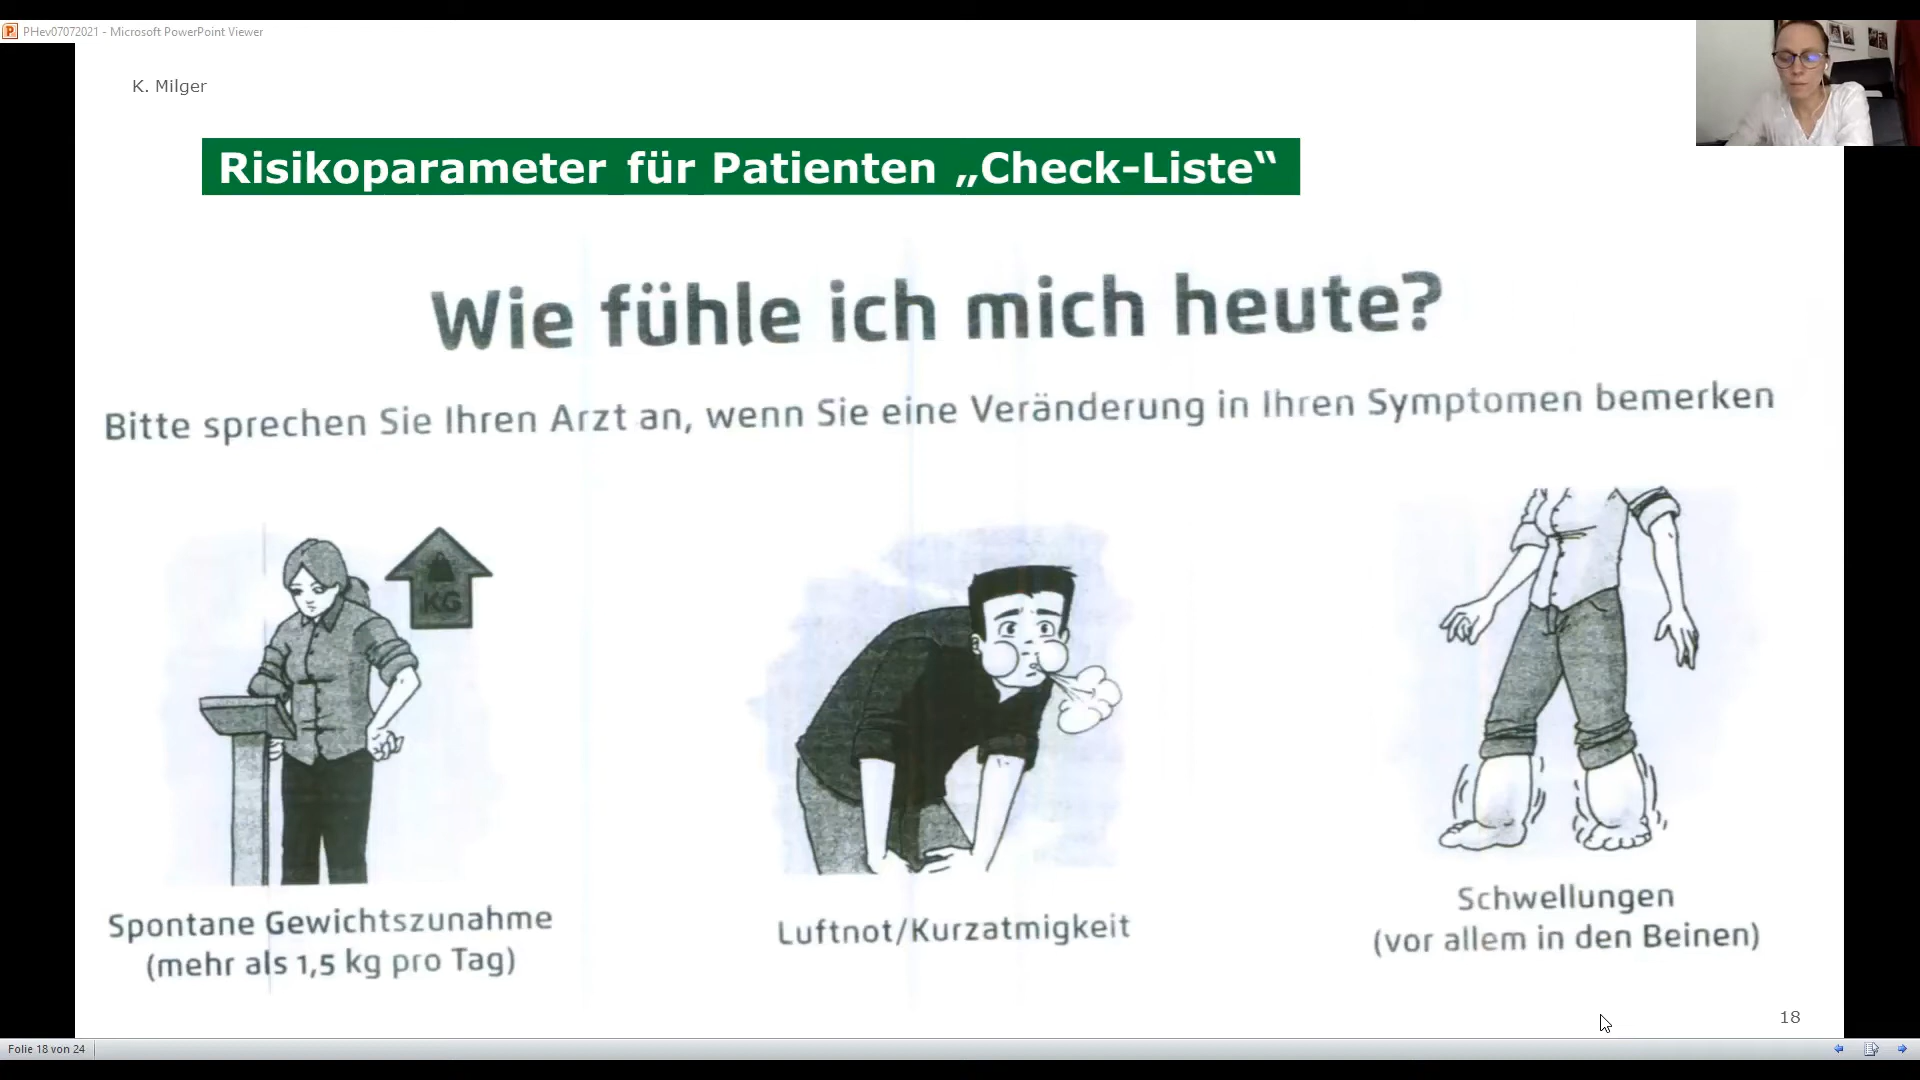 PHev07072021 - Microsoft PowerPoint Viewer
K. Milger
Risikoparameter für Patienten „Check-Liste“
Wie fühle ich mich heute?
Bitte sprechen Sie Ihren Arzt an, wenn Sie eine Veränderung in Ihren Symptomen bemerken
KG
Spontane Gewichtszunahme
(mehr als 1,5 kg pro Tag)
Luftnot/Kurzatmigkeit
Schwellungen
(vor allem in den Beinen)
18
Folie 18 von 24